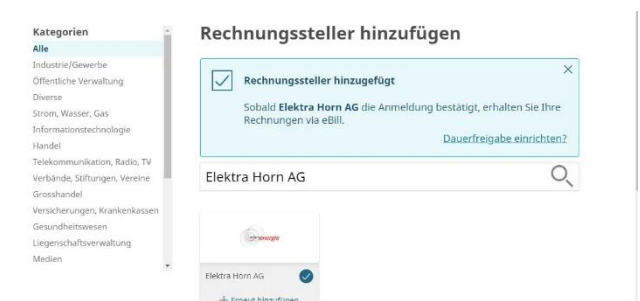 Kategorien
Alle
Industrie/Gewerbe
Öffentliche Verwaltung
Diverse
Strom, Wasser, Gas
Informationstechnologie
Handel
Telekommunikation, Radio, TV
Verbände, Stiftungen, Vereine
Grosshandel
Versicherungen, Krankenkassen
Gesundheitswesen
Liegenschaftsverwaltung
Medien
Rechnungssteller hinzufügen
Rechnungssteller hinzugefügt
Sobald Elektra Horn AG die Anmeldung bestätigt, erhalten Sie Ihre
Rechnungen via eBill.
Dauerfreigabe einrichten?
Elektra Horn AG
Elektra Horn AG
+ Erneut hinzufügen